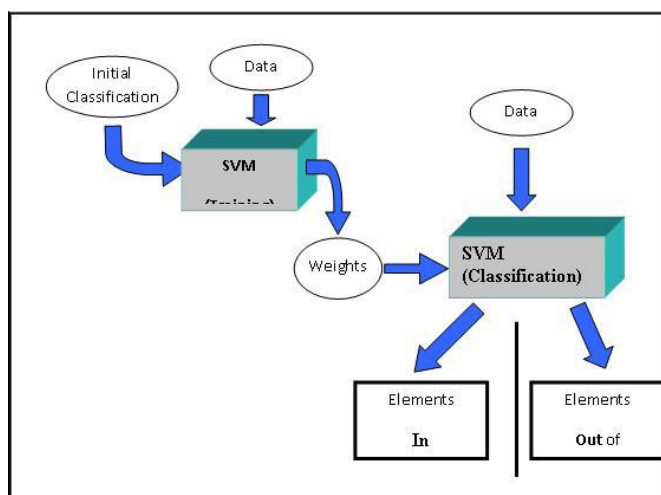 Initial
Classification
Data
SVM
Data
Weights
SVM
(Classification)
Elements
In
Elements
Out of